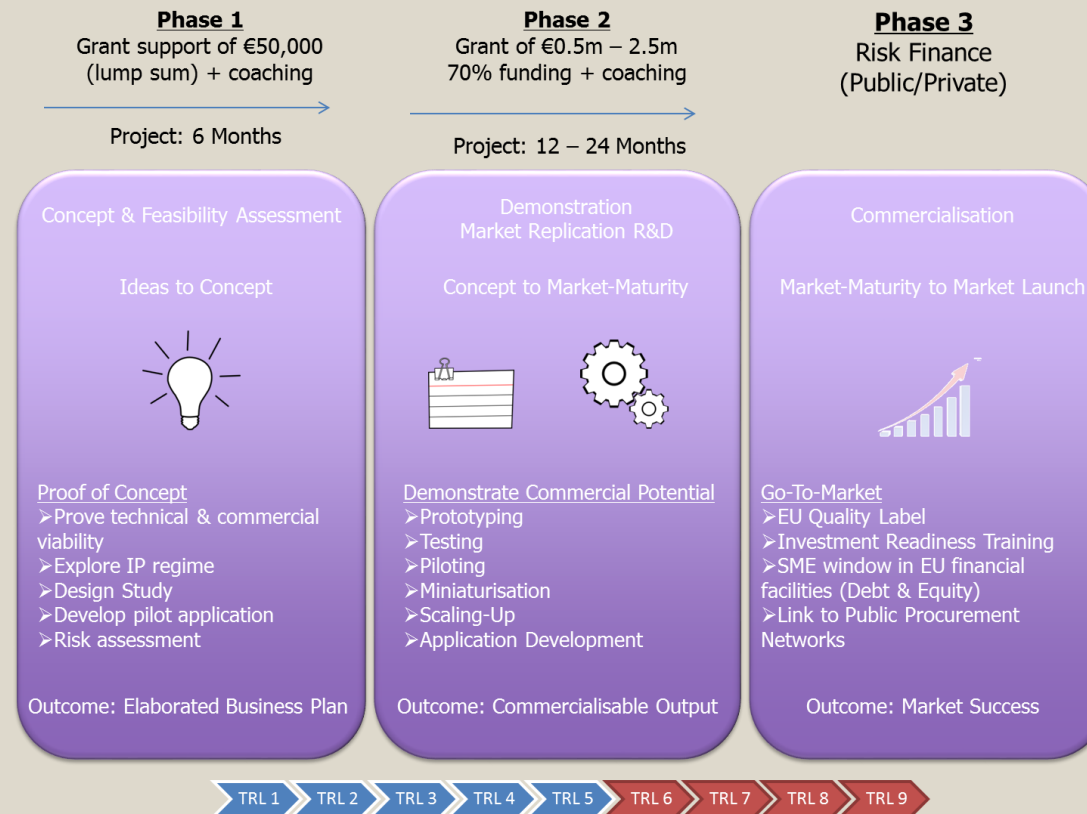 Phase 1
Grant support of €50,000
(lump sum) + coaching
Project: 6 Months
Phase 2
Grant of €0.5m – 2.5m
70% funding + coaching
Project: 12 – 24 Months
Phase 3
Risk Finance
(Public/Private)
Concept & Feasibility Assessment
Ideas to Concept
Proof of Concept
➢Prove technical & commercial
viability
➢Explore IP regime
➢Design Study
➢Develop pilot application
➢Risk assessment
Outcome: Elaborated Business Plan
Demonstration
Market Replication R&D
Concept to Market-Maturity
Demonstrate Commercial Potential
➢Prototyping
➢Testing
➢Piloting
➢Miniaturisation
➢Scaling-Up
➢Application Development
Outcome: Commercialisable Output
Commercialisation
Market-Maturity to Market Launch
Go-To-Market
➢EU Quality Label
➢Investment Readiness Training
➢SME window in EU financial
facilities (Debt & Equity)
➢Link to Public Procurement
Networks
Outcome: Market Success
TRL 1
TRL 2
TRL 3
TRL 4
TRL 5
TRL 6
TRL 7
TRL 8
TRL 9